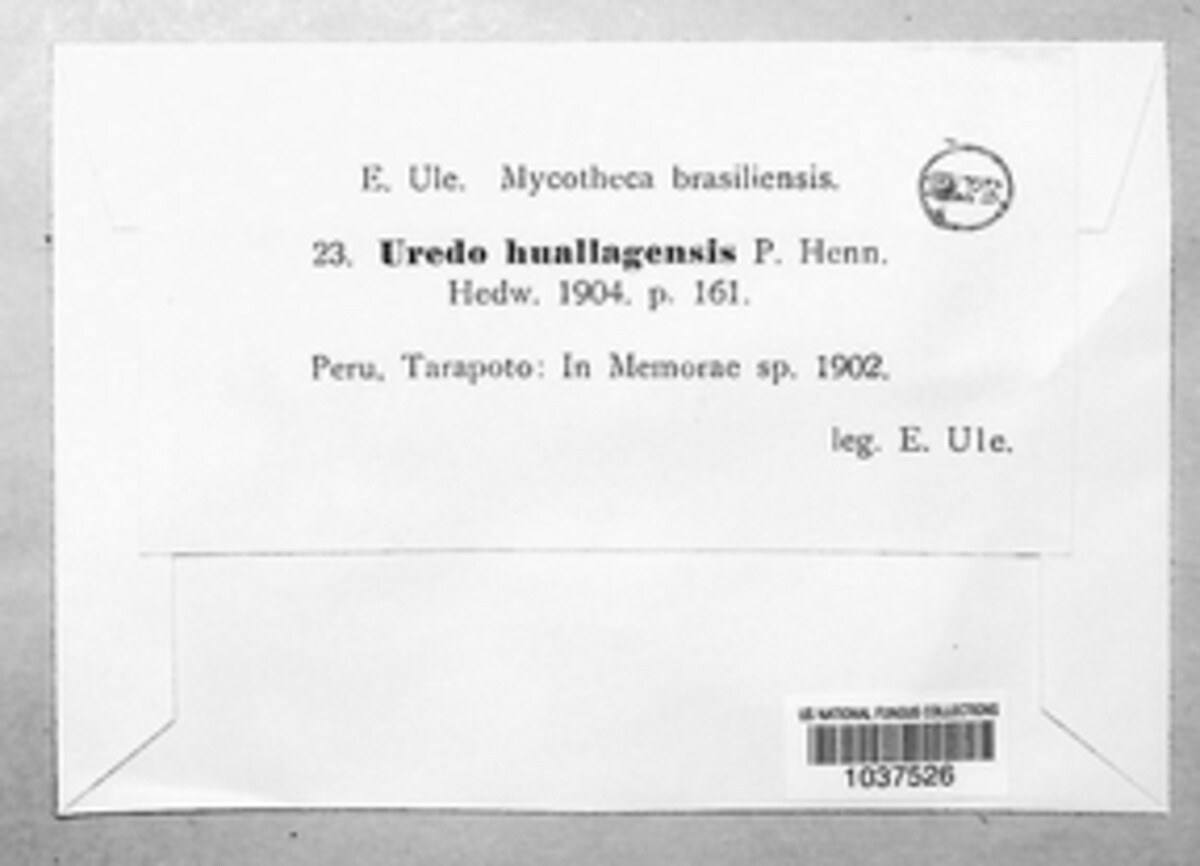 E. Ule. Mycotheca brasiliensis.
23. Uredo huallagensis P. Henn.
Hedw. 1904. p. 161.
Peru, Tarapoto: In Memorae sp. 1902.
leg. E. Ule.
US NATIONAL FUNGUS COLLECTIONS
1037526